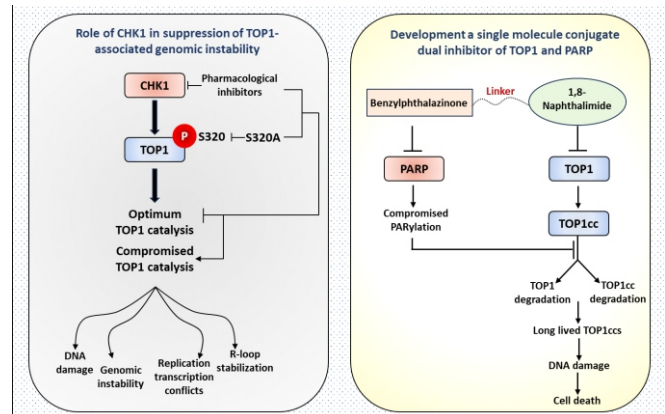 Role of CHK1 in suppression of TOP1-
associated genomic instability
CHK1
Pharmacological
inhibitors
P
S320
S320A
TOP1
Optimum
TOP1 catalysis
Compromised
TOP1 catalysis
DNA
damage
Genomic
instability
Replication
transcription
conflicts
R-loop
stabilization
Development a single molecule conjugate
dual inhibitor of TOP1 and PARP
Benzylphthalazinone
Linker
1,8-
Naphthalimide
PARP
TOP1
Compromised
PARylation
TOP1cc
TOP1
degradation
TOP1cc
degradation
Long lived TOP1ccs
DNA damage
Cell death